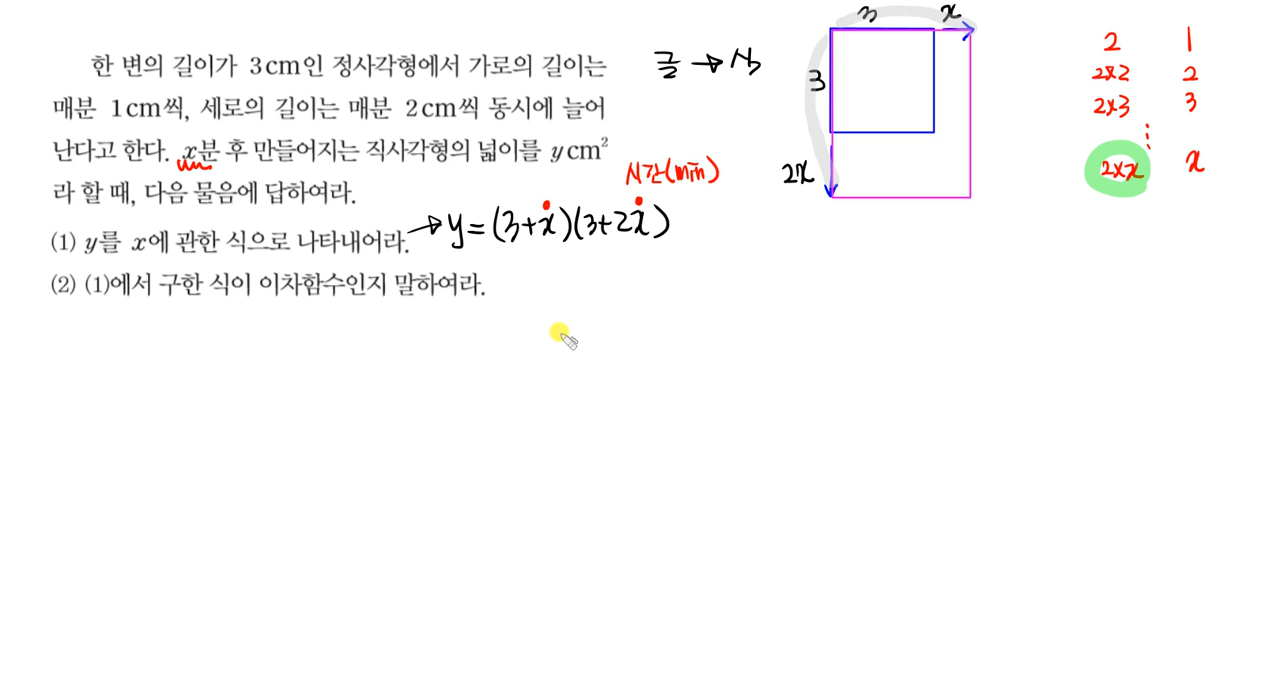 한 변의 길이가 3cm인 정사각형에서 가로의 길이는
매분 1cm씩, 세로의 길이는 매분 2cm씩 동시에 늘어
난다고 한다. x분 후 만들어지는 직사각형의 넓이를 y cm²
라 할 때, 다음 물음에 답하여라.
(1) y를 x에 관한 식으로 나타내어라.
(2) (1)에서 구한 식이 이차함수인지 말하여라.
글 → 식
시간(min)
→ y=(3+x)(3+2x)
3 x
3
2x
2 1
2×2 2
2×3 3
⋮
2×x x